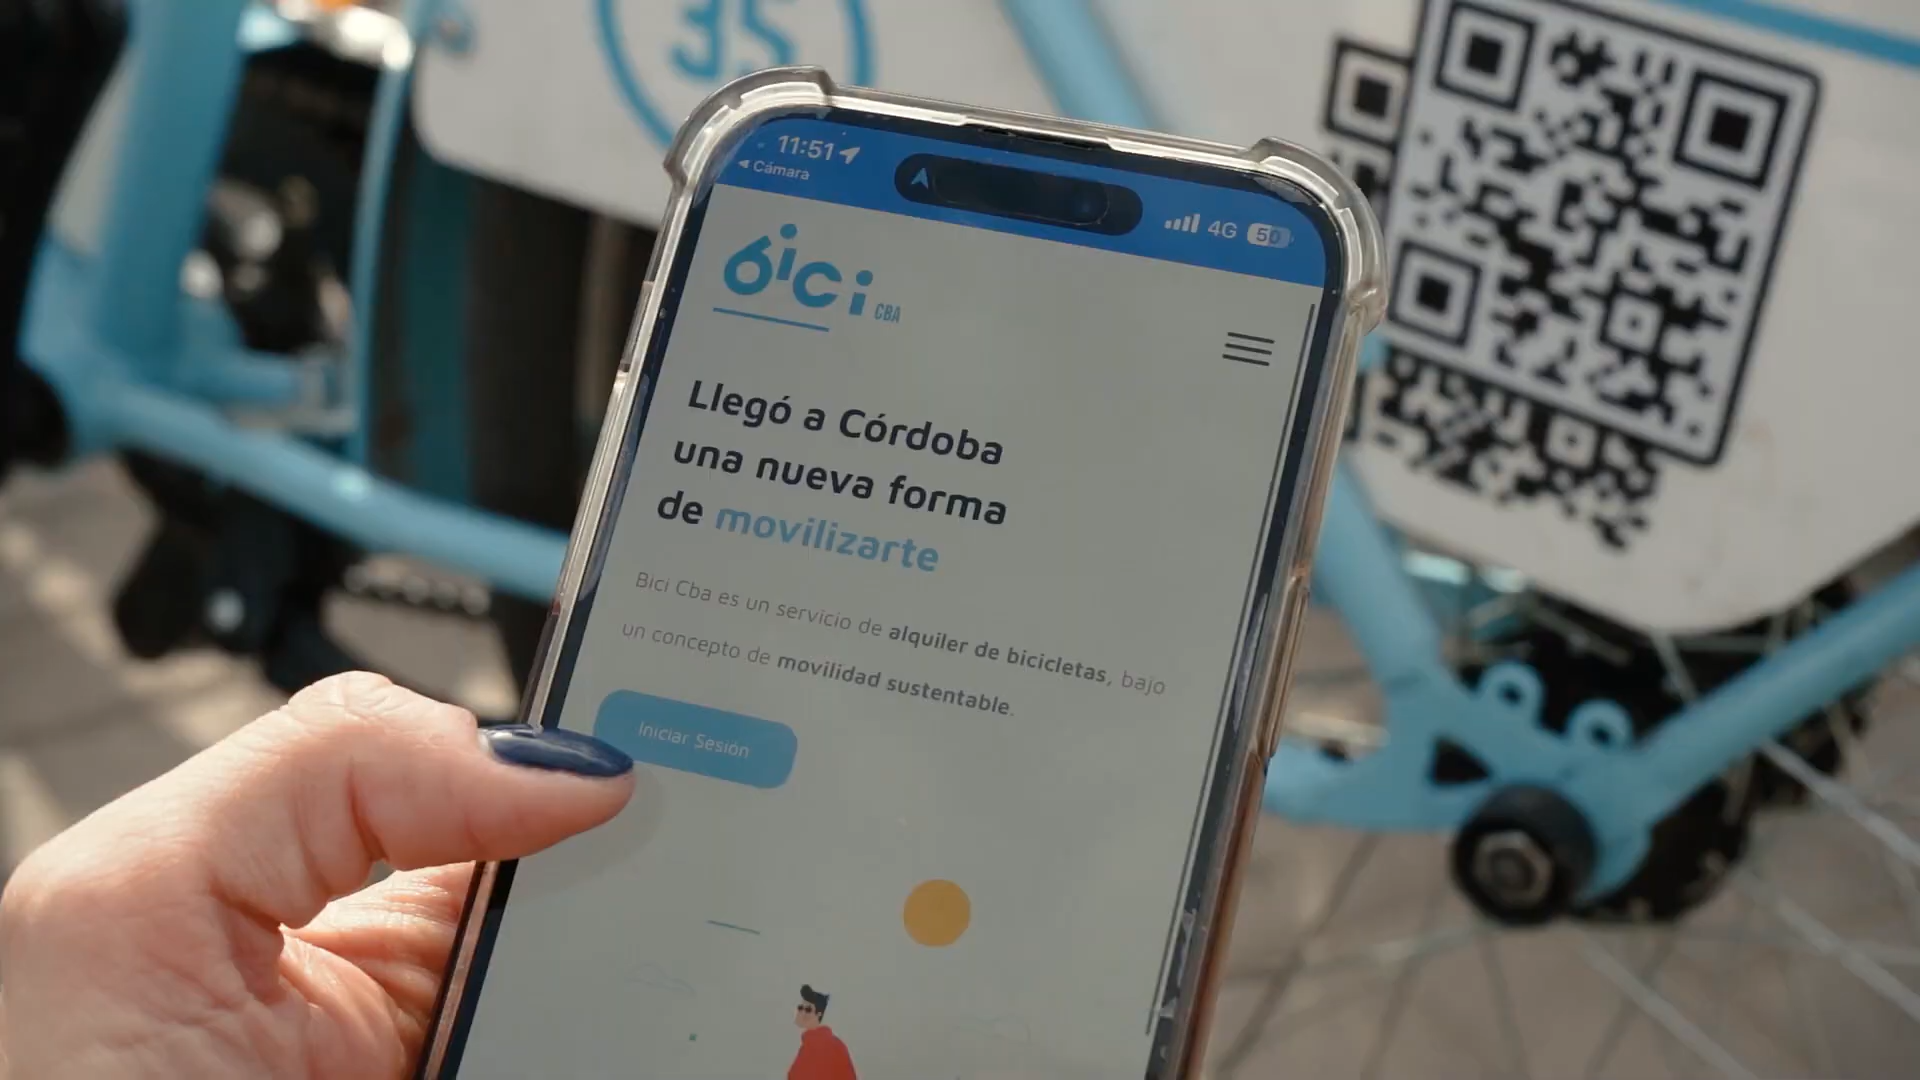 35
11:51
Cámara
4G
50
bici CBA
Llegó a Córdoba
una nueva forma
de movilizarte
Bici Cba es un servicio de alquiler de bicicletas, bajo
un concepto de movilidad sustentable.
Iniciar Sesión